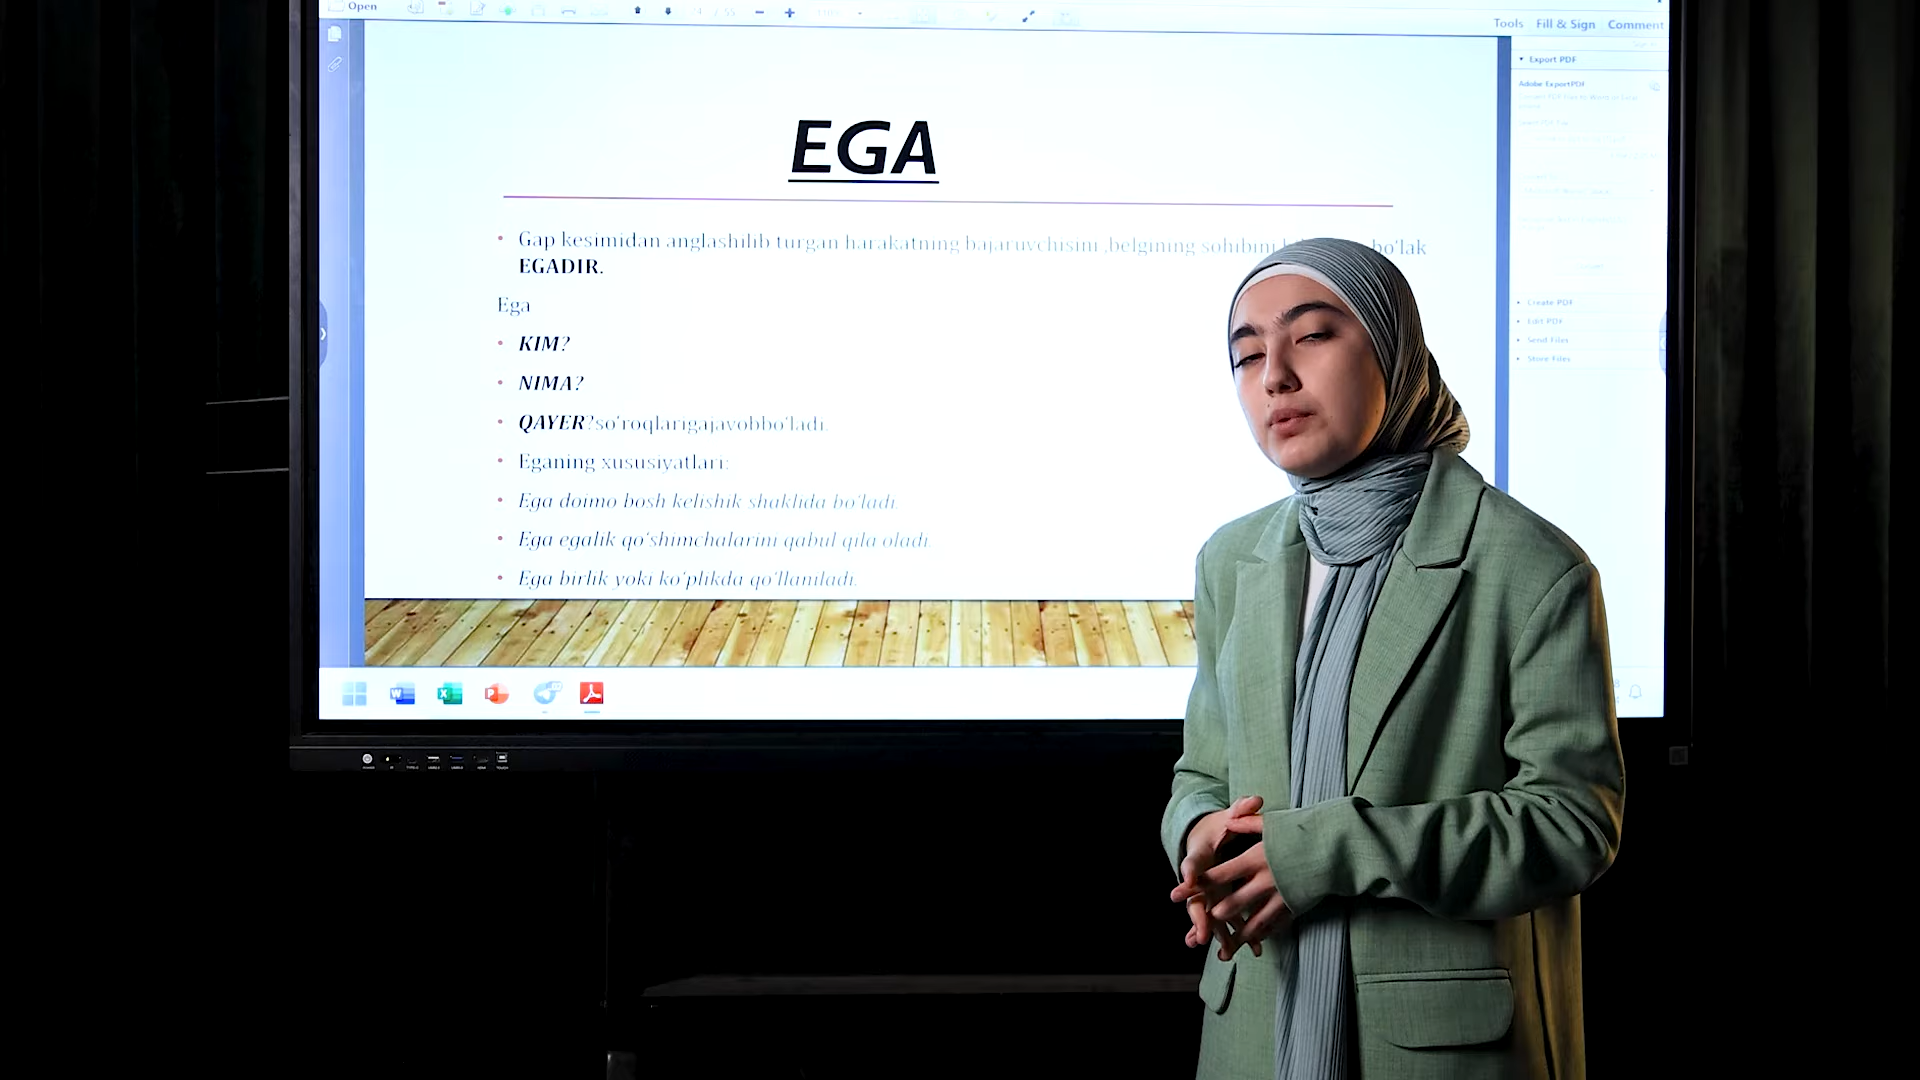 Open
Tools Fill & Sign Comment
Export PDF
Adobe ExportPDF
EGA
Gap kesimidan anglashilib turgan harakatning bajaruvchisini ,belgining sohibini bo'lak
EGADIR.
Ega
KIM?
NIMA?
QAYER?so'roqlarigajavobbo'ladi.
Eganing xususiyatlari:
Ega doimo bosh kelishik shaklida bo'ladi.
Ega egalik qo'shimchalarini qabul qila oladi.
Ega birlik yoki ko'plikda qo'llaniladi.
Create PDF
Edit PDF
Send Files
Store Files